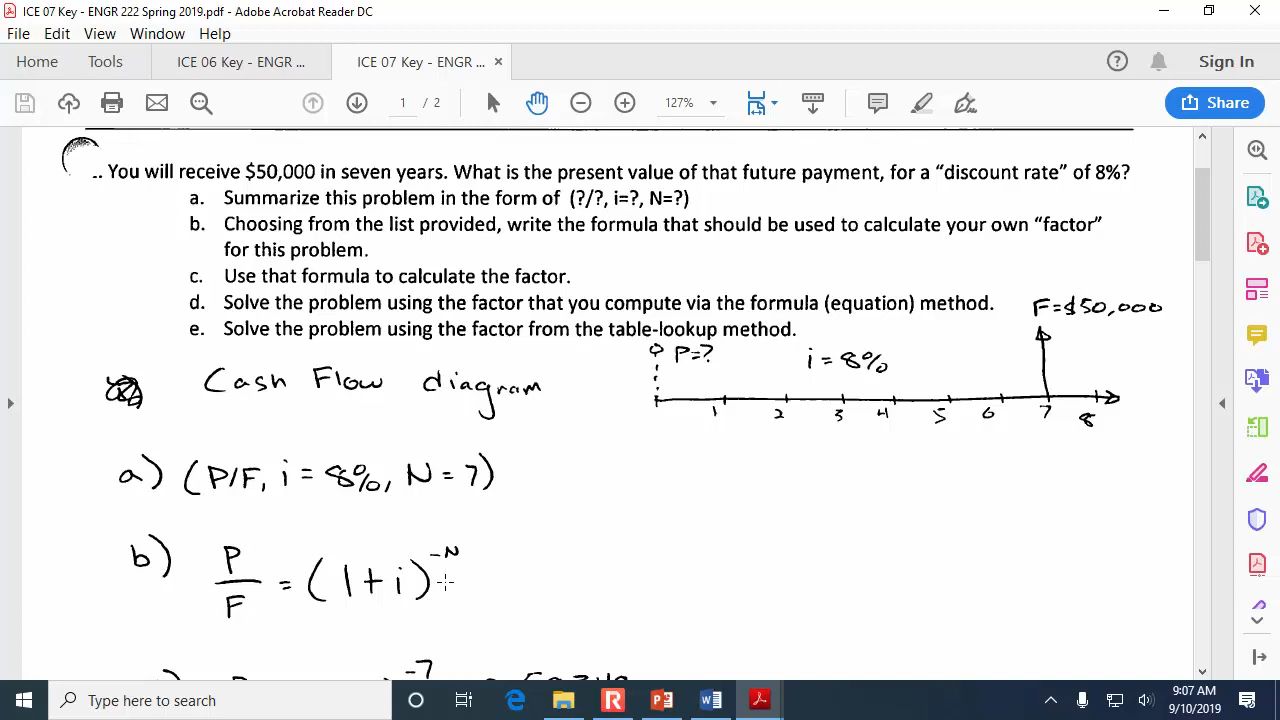 ICE 07 Key - ENGR 222 Spring 2019.pdf - Adobe Acrobat Reader DC
File Edit View Window Help
Home Tools ICE 06 Key - ENGR ... ICE 07 Key - ENGR ... × Sign In
1 / 2 127% Share
.. You will receive $50,000 in seven years. What is the present value of that future payment, for a “discount rate” of 8%?
a. Summarize this problem in the form of (?/?, i=?, N=?)
b. Choosing from the list provided, write the formula that should be used to calculate your own “factor”
for this problem.
c. Use that formula to calculate the factor.
d. Solve the problem using the factor that you compute via the formula (equation) method.
e. Solve the problem using the factor from the table-lookup method.
F=$50,000
P=? i = 8%
Cash Flow diagram
1 2 3 4 5 6 7 8
a) (P/F, i = 8%, N = 7)
b) P/F = (1+i)^-N
-7
Type here to search
9:07 AM
9/10/2019